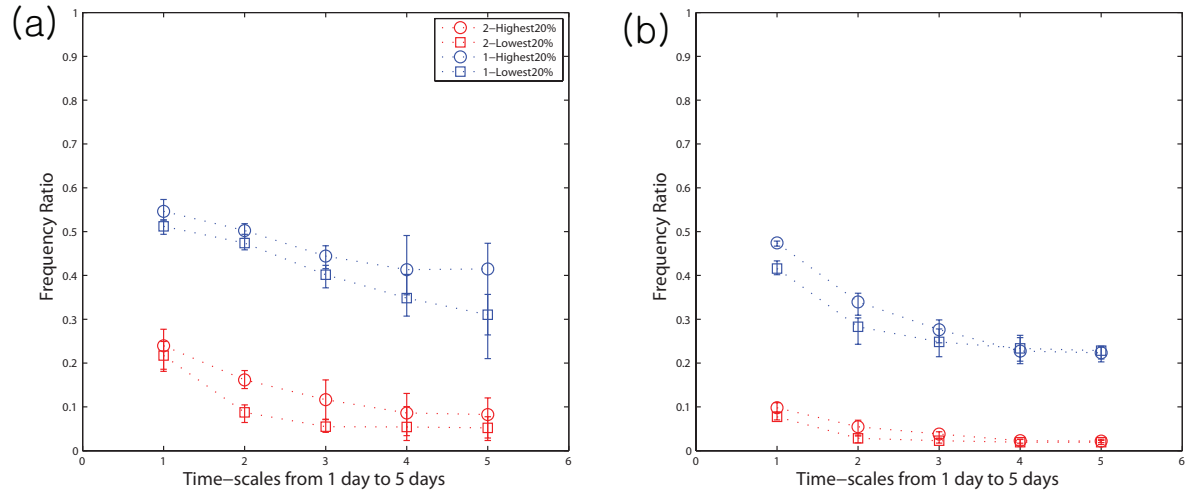 (a)
1
0.9
0.8
0.7
0.6
0.5
0.4
0.3
0.2
0.1
0
Frequency Ratio
2−Highest20%
2−Lowest20%
1−Highest20%
1−Lowest20%
0 1 2 3 4 5 6
Time−scales from 1 day to 5 days
(b)
1
0.9
0.8
0.7
0.6
0.5
0.4
0.3
0.2
0.1
0
Frequency Ratio
0 1 2 3 4 5 6
Time−scales from 1 day to 5 days